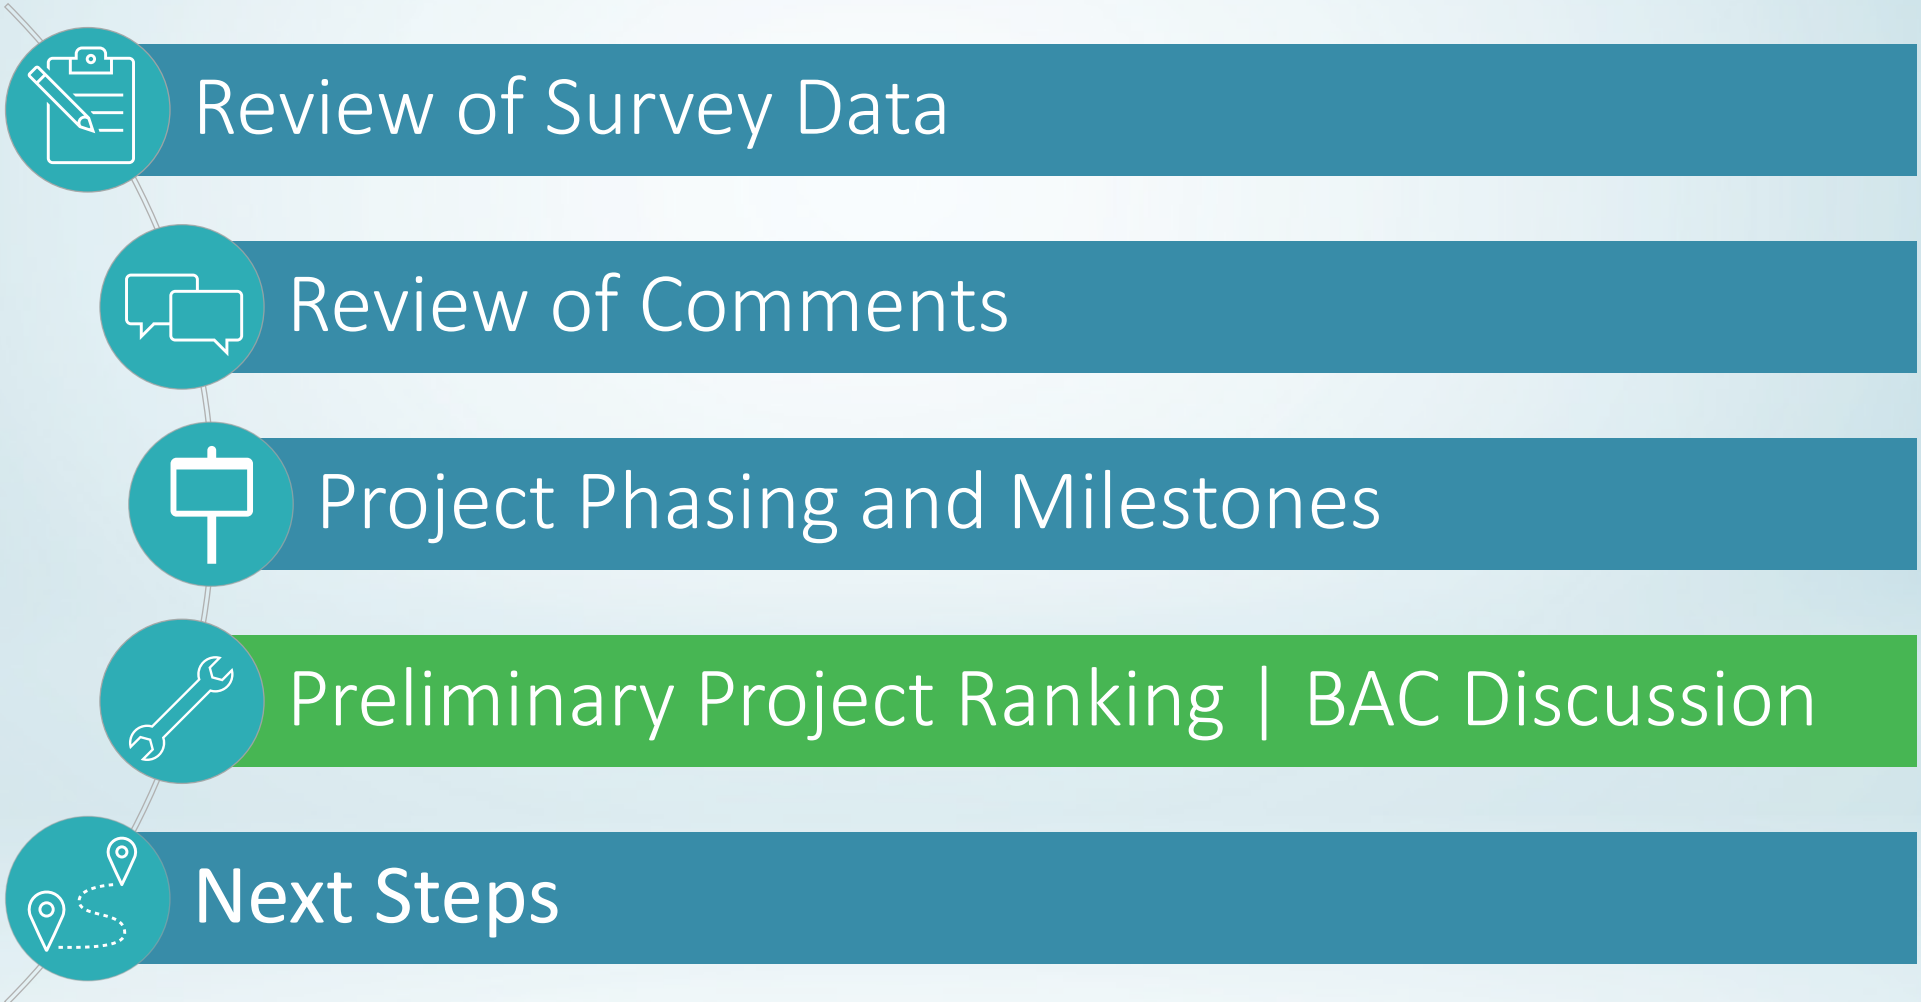 Review of Survey Data
Review of Comments
Project Phasing and Milestones
Preliminary Project Ranking | BAC Discussion
Next Steps